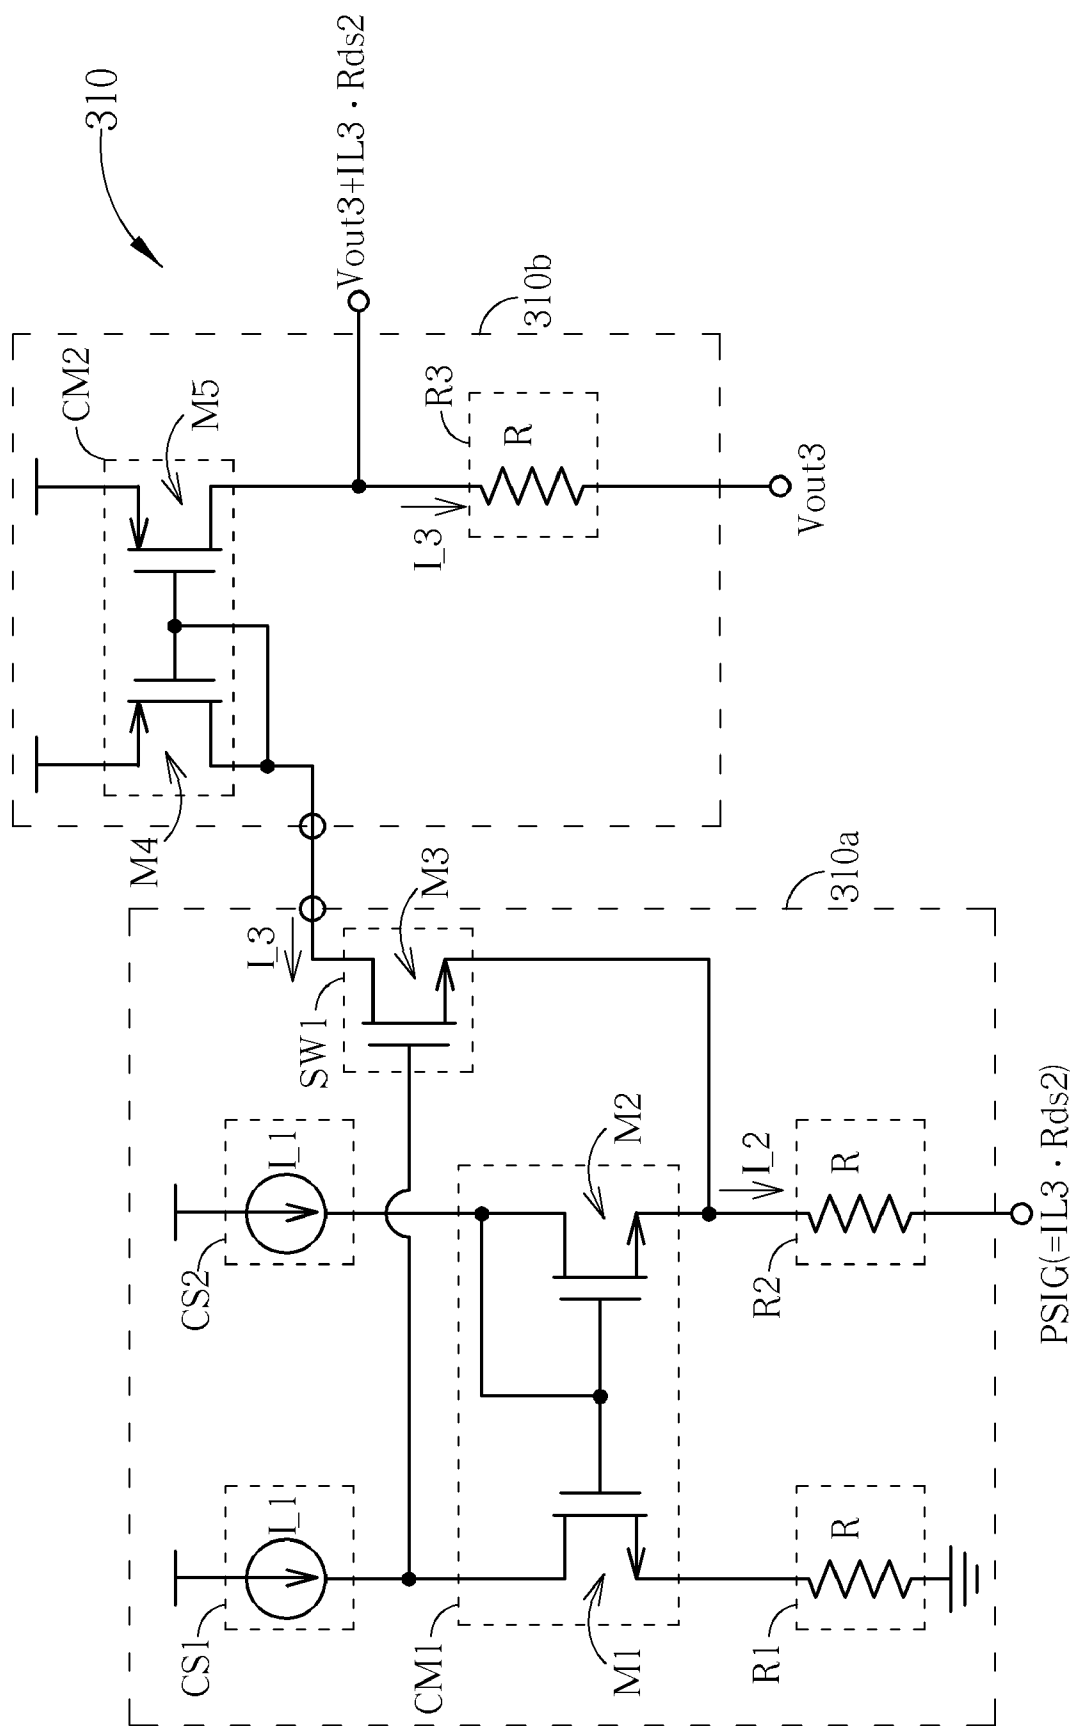 310
Vout3+IL3・Rds2
310b
CM2
M5
R3
R
I_3
Vout3
M4
310a
I_3
M3
SW1
CS2
I_1
M2
I_2
R2
R
PSIG(=IL3・Rds2)
CS1
I_1
CM1
M1
R1
R